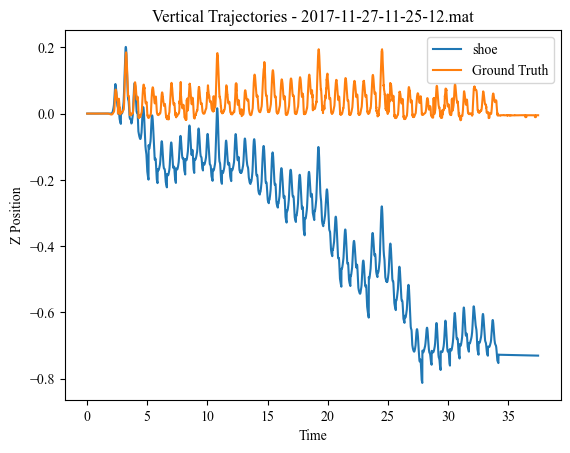 Vertical Trajectories - 2017-11-27-11-25-12.mat
shoe
Ground Truth
Z Position
0.2
0.0
−0.2
−0.4
−0.6
−0.8
0 5 10 15 20 25 30 35
Time